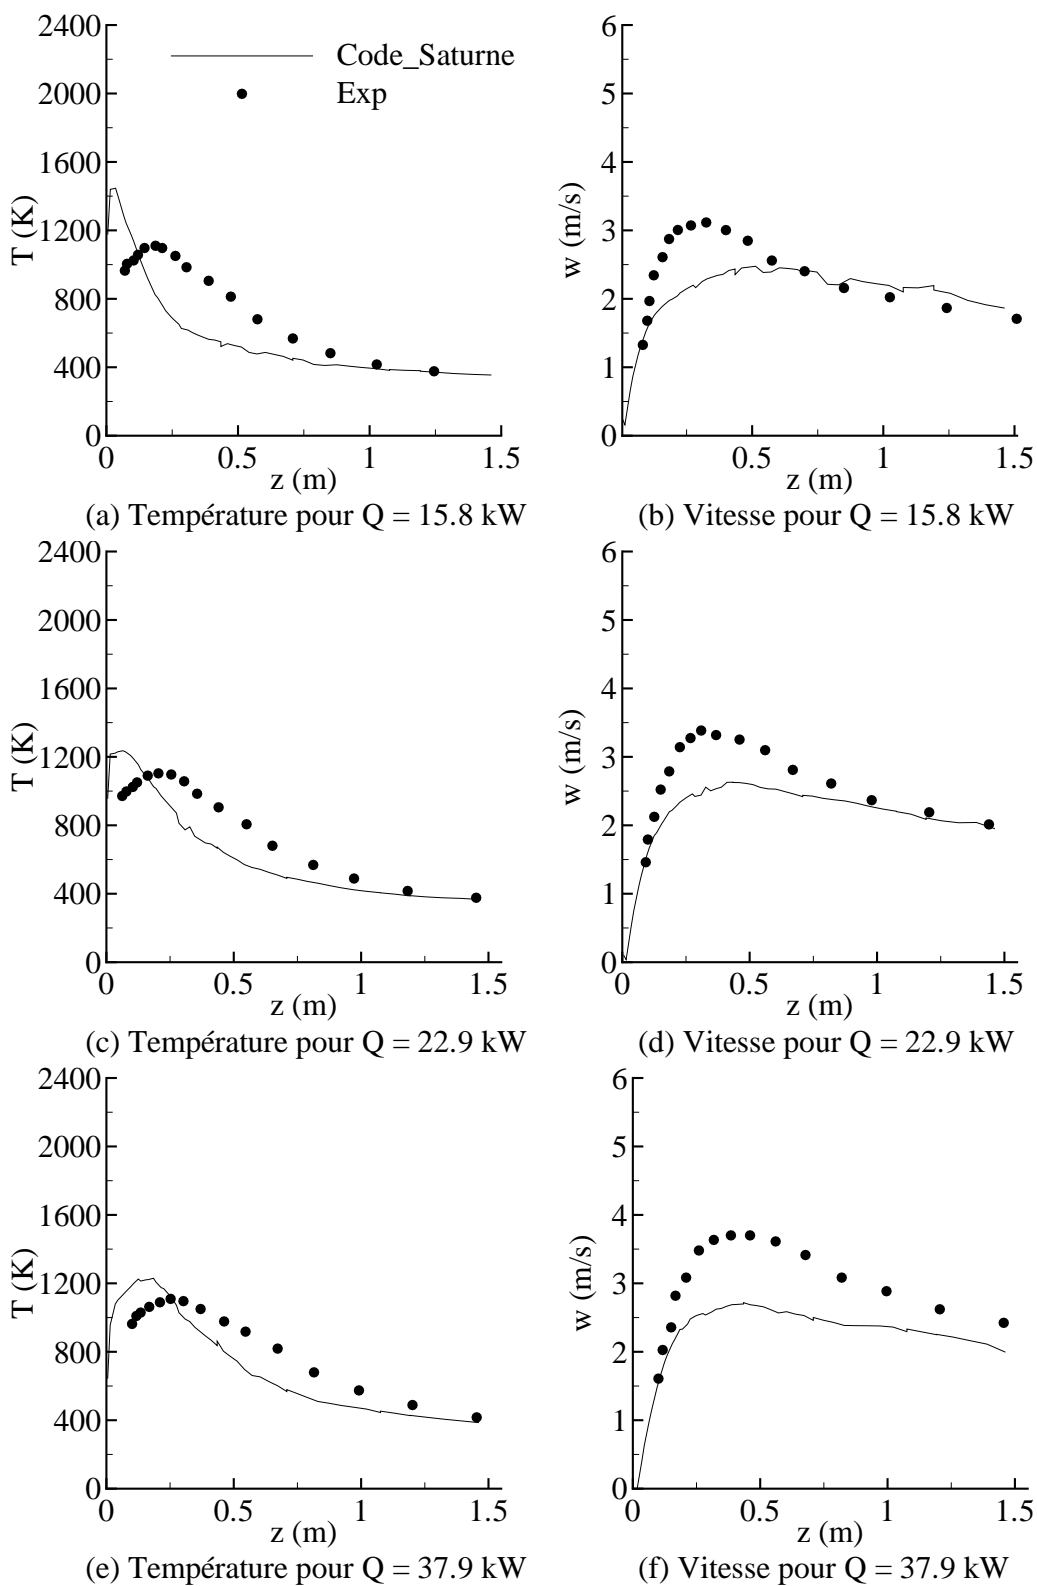 2400
2000
1600
1200
800
400
0
T (K)
Code_Saturne
Exp
0 0.5 1 1.5
z (m)
(a) Température pour Q = 15.8 kW
6
5
4
3
2
1
0
w (m/s)
0.5 1 1.5
z (m)
(b) Vitesse pour Q = 15.8 kW
2400
2000
1600
1200
800
400
0
T (K)
0 0.5 1 1.5
z (m)
(c) Température pour Q = 22.9 kW
6
5
4
3
2
1
0
w (m/s)
0 0.5 1 1.5
z (m)
(d) Vitesse pour Q = 22.9 kW
2400
2000
1600
1200
800
400
0
T (K)
0 0.5 1 1.5
z (m)
(e) Température pour Q = 37.9 kW
6
5
4
3
2
1
0
w (m/s)
0 0.5 1 1.5
z (m)
(f) Vitesse pour Q = 37.9 kW